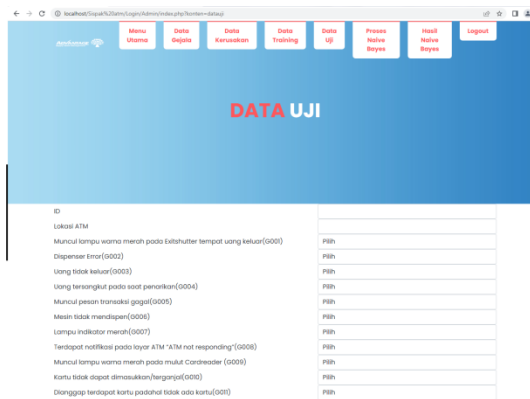 localhost/Sispak%20atm/Login/Admin/index.php?konten=datauji
Menu Utama
Data Gejala
Data Kerusakan
Data Training
Data Uji
Proses Naive Bayes
Hasil Naive Bayes
Logout
DATA UJI
ID
Lokasi ATM
Muncul lampu warna merah pada Exitshutter tempat uang keluar(G001) Pilih
Dispenser Error(G002) Pilih
Uang tidak keluar(G003) Pilih
Uang tersangkut pada saat penarikan(G004) Pilih
Muncul pesan transaksi gagal(G005) Pilih
Mesin tidak mendispen(G006) Pilih
Lampu indikator merah(G007) Pilih
Terdapat notifikasi pada layar ATM "ATM not responding"(G008) Pilih
Muncul lampu warna merah pada mulut Cardreader (G009) Pilih
Kartu tidak dapat dimasukkan/terganjal(G010) Pilih
Dianggap terdapat kartu padahal tidak ada kartu(G011) Pilih